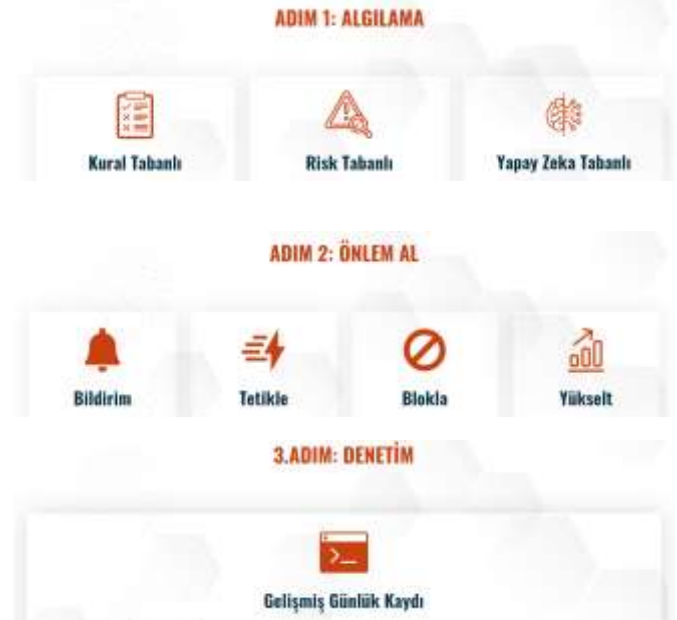 ADIM 1: ALGILAMA
Kural Tabanlı
Risk Tabanlı
Yapay Zeka Tabanlı
ADIM 2: ÖNLEM AL
Bildirim
Tetikle
Blokla
Yükselt
3.ADIM: DENETİM
Gelişmiş Günlük Kaydı